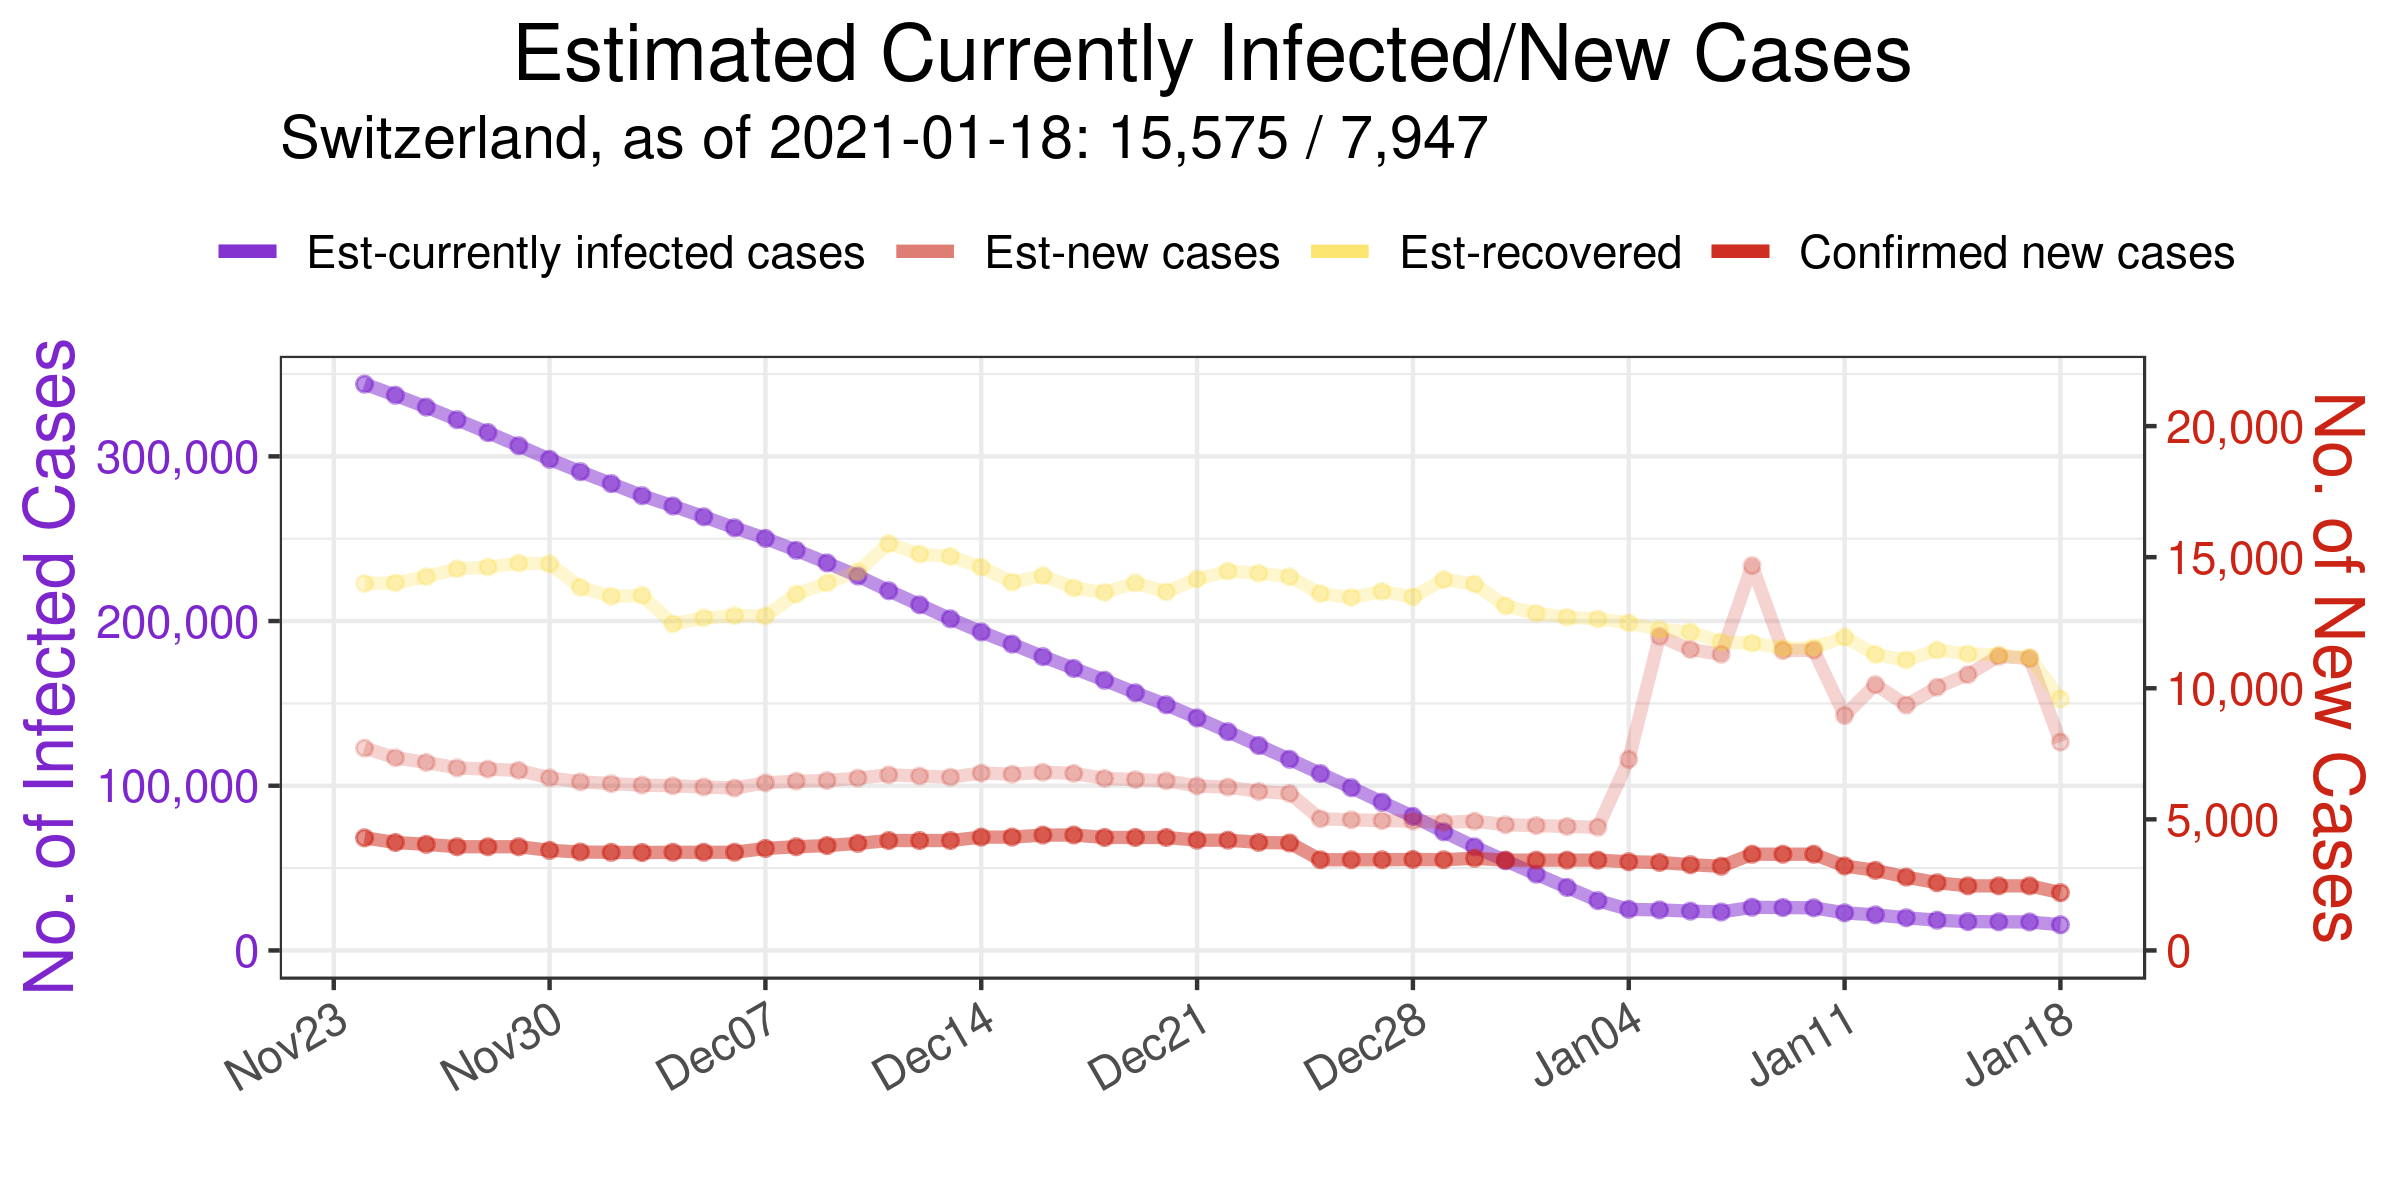 Estimated Currently Infected/New Cases
Switzerland, as of 2021-01-18: 15,575 / 7,947
Est-currently infected cases Est-new cases Est-recovered Confirmed new cases
No. of Infected Cases
300,000
200,000
100,000
0
20,000
15,000
10,000
5,000
0
No. of New Cases
Nov23 Nov30 Dec07 Dec14 Dec21 Dec28 Jan04 Jan11 Jan18